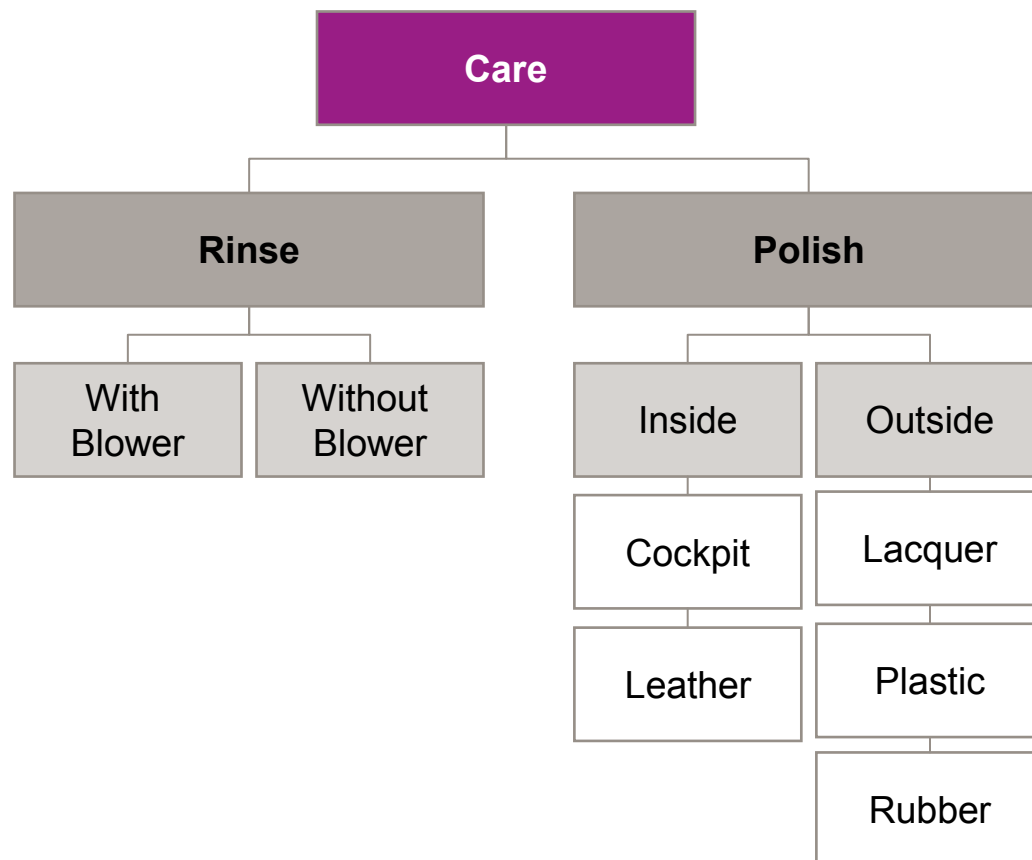 Care
Rinse
Polish
With
Blower
Without
Blower
Inside
Outside
Cockpit
Lacquer
Leather
Plastic
Rubber